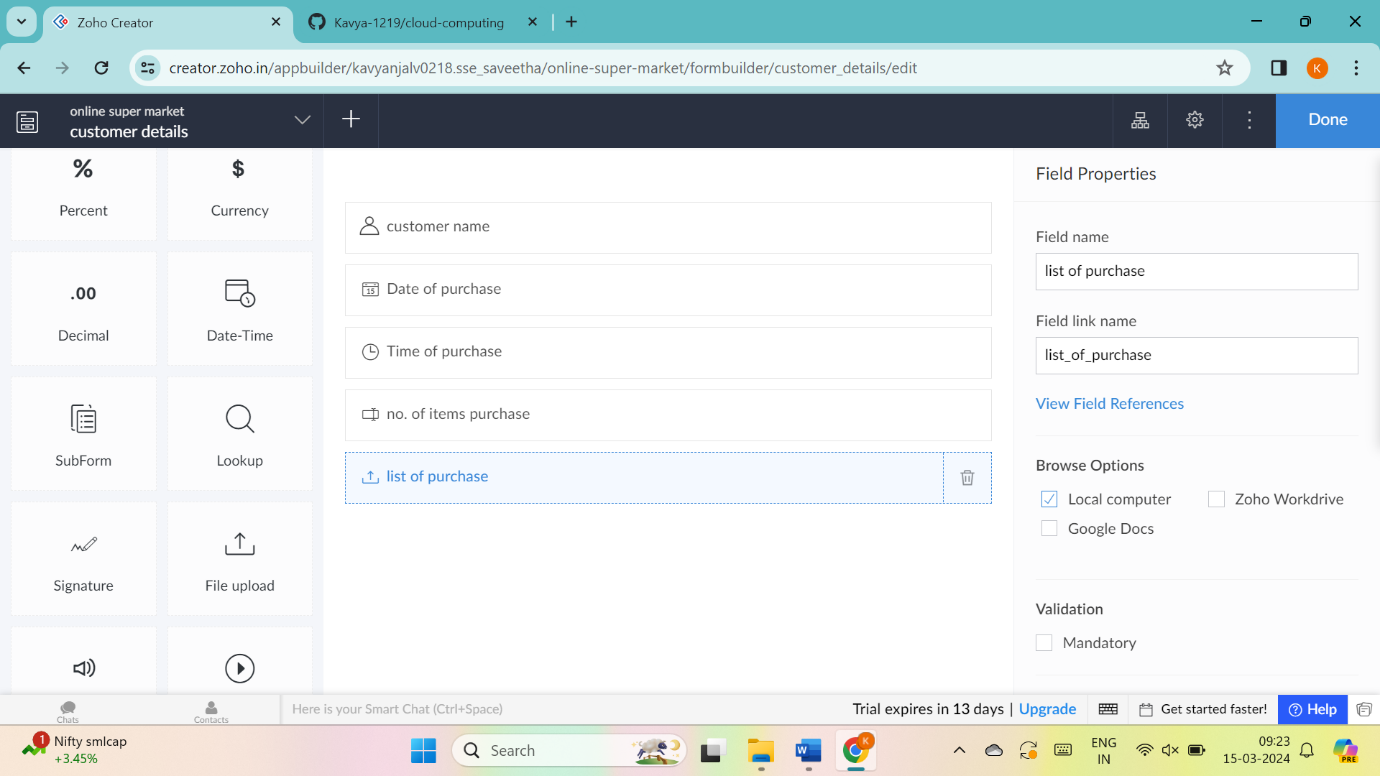 Zoho Creator
Kavya-1219/cloud-computing
creator.zoho.in/appbuilder/kavyanjalv0218.sse_saveetha/online-super-market/formbuilder/customer_details/edit
K
online super market
customer details
Done
%
$
Percent
Currency
.00
Decimal
Date-Time
SubForm
Lookup
Signature
File upload
customer name
15
Date of purchase
Time of purchase
no. of items purchase
list of purchase
Field Properties
Field name
list of purchase
Field link name
list_of_purchase
View Field References
Browse Options
Local computer
Zoho Workdrive
Google Docs
Validation
Mandatory
Chats
Contacts
Here is your Smart Chat (Ctrl+Space)
Trial expires in 13 days | Upgrade
Get started faster!
? Help
1
Nifty smlcap
+3.45%
Search
W
K
ENG
IN
09:23
15-03-2024
PRE